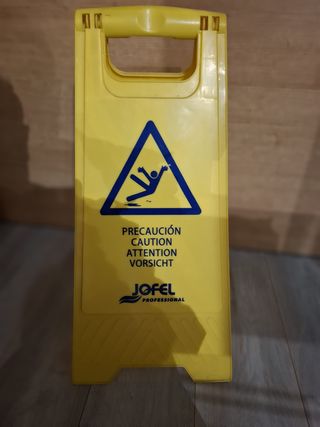 PRECAUCIÓN
CAUTION
ATTENTION
VORSICHT
JOFEL
PROFESSIONAL